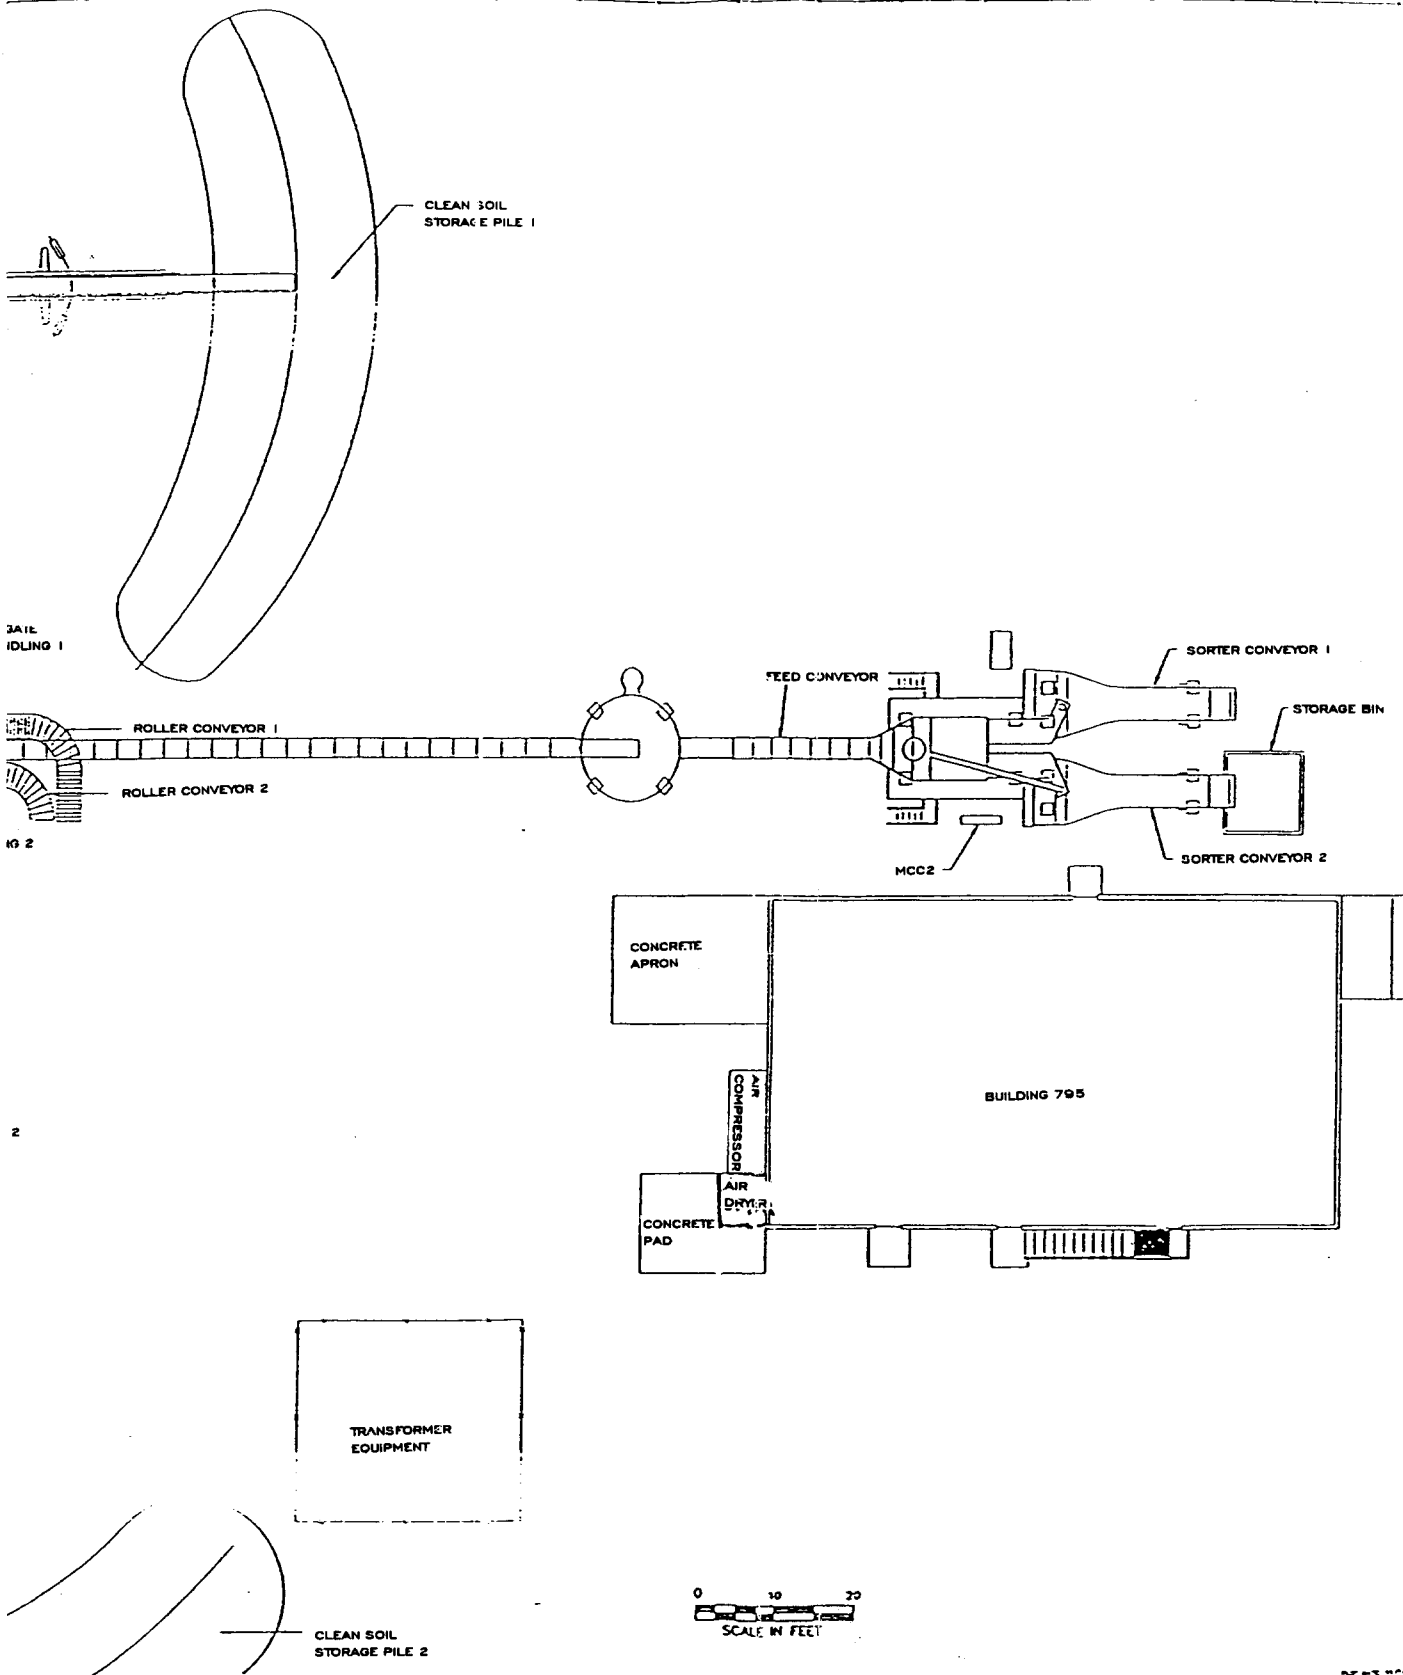 CLEAN SOIL
STORAGE PILE 1
IDLING 1
FEED CONVEYOR
SORTER CONVEYOR 1
STORAGE BIN
ROLLER CONVEYOR 1
ROLLER CONVEYOR 2
2
MCC2
SORTER CONVEYOR 2
CONCRETE
APRON
AIR
COMPRESSOR
BUILDING 795
2
AIR
DRYER
CONCRETE
PAD
TRANSFORMER
EQUIPMENT
0 10 20
SCALE IN FEET
CLEAN SOIL
STORAGE PILE 2